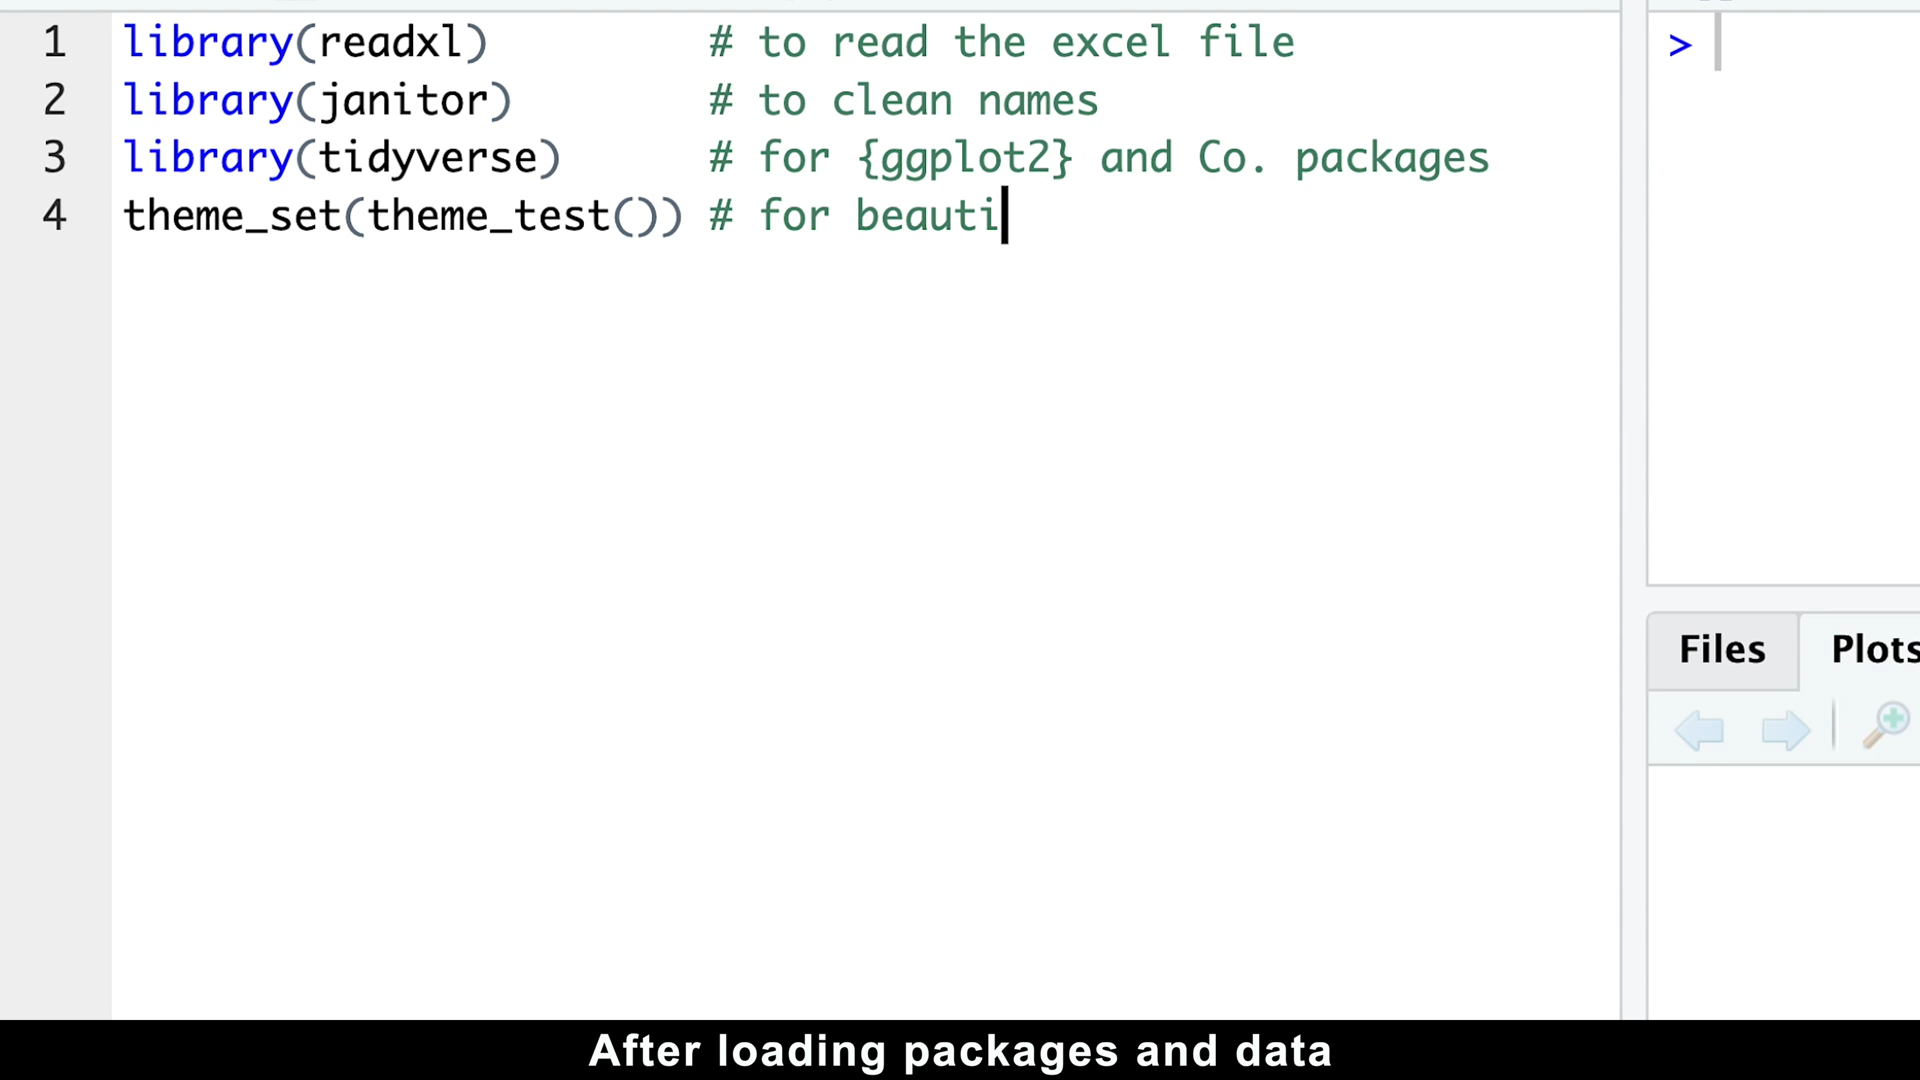 1 library(readxl) # to read the excel file
2 library(janitor) # to clean names
3 library(tidyverse) # for {ggplot2} and Co. packages
4 theme_set(theme_test()) # for beauti
>
Files Plots
After loading packages and data